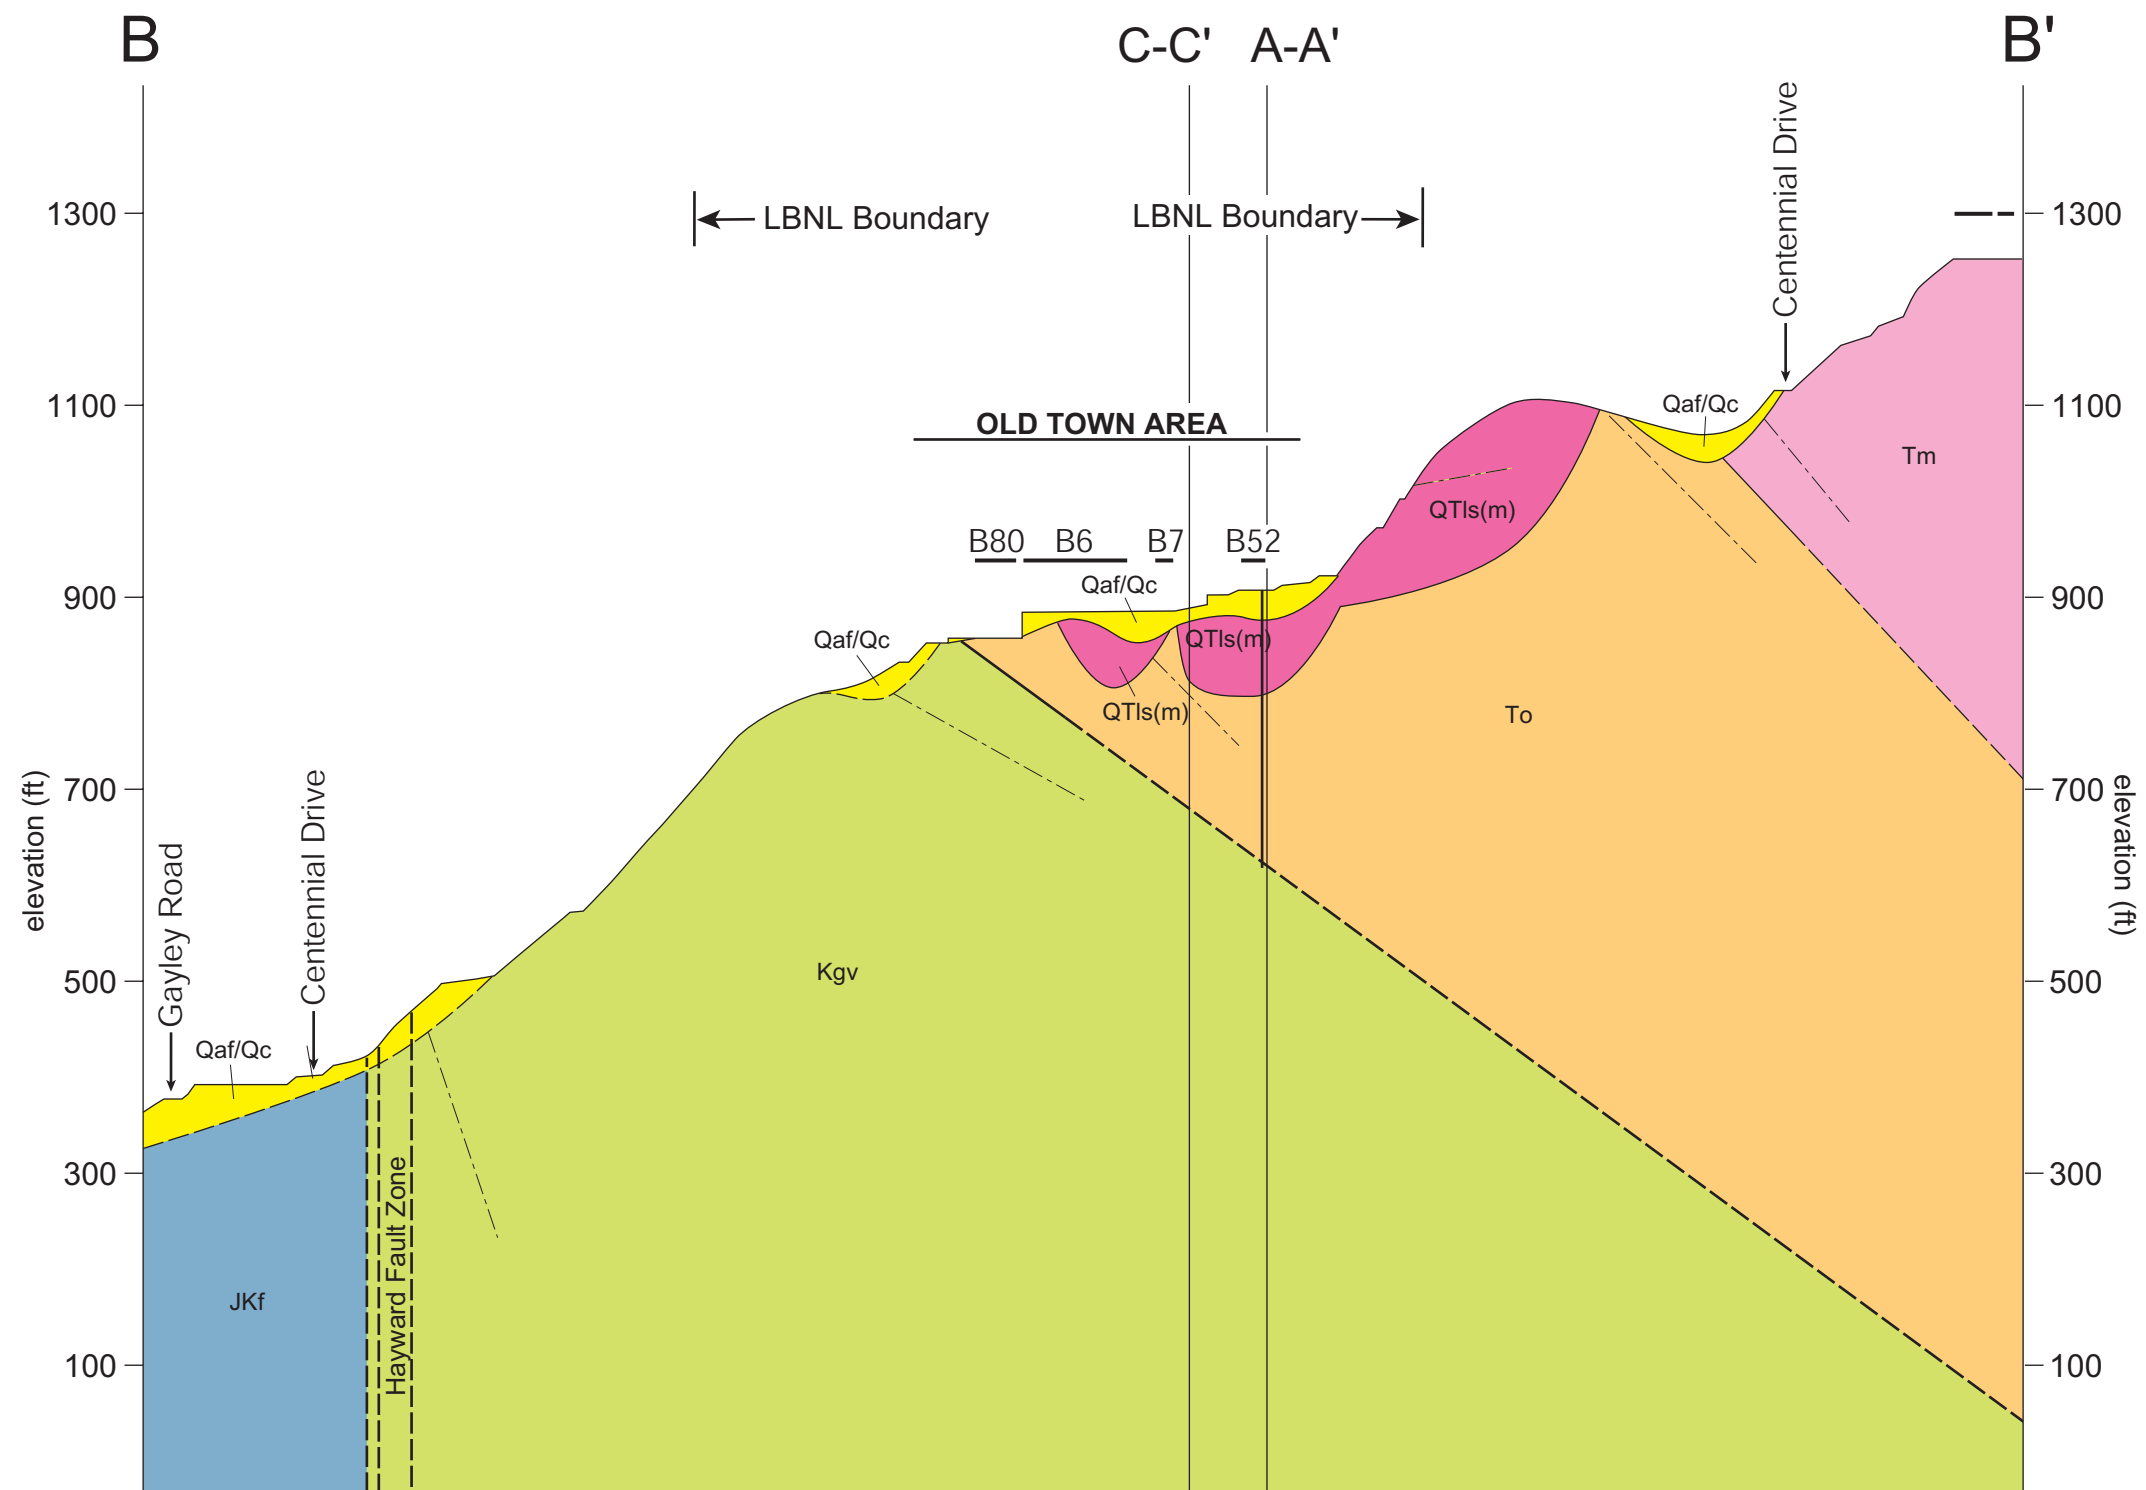 B
C-C'
A-A'
B'
Centennial Drive
LBNL Boundary
LBNL Boundary
1300
1300
1100
1100
OLD TOWN AREA
Qaf/Qc
Tm
QTls(m)
B80
B6
B7
B52
Qaf/Qc
900
900
Qaf/Qc
QTls(m)
QTls(m)
To
700
700
elevation (ft)
elevation (ft)
Gayley Road
Centennial Drive
Kgv
500
500
Qaf/Qc
300
300
Hayward Fault Zone
JKf
100
100